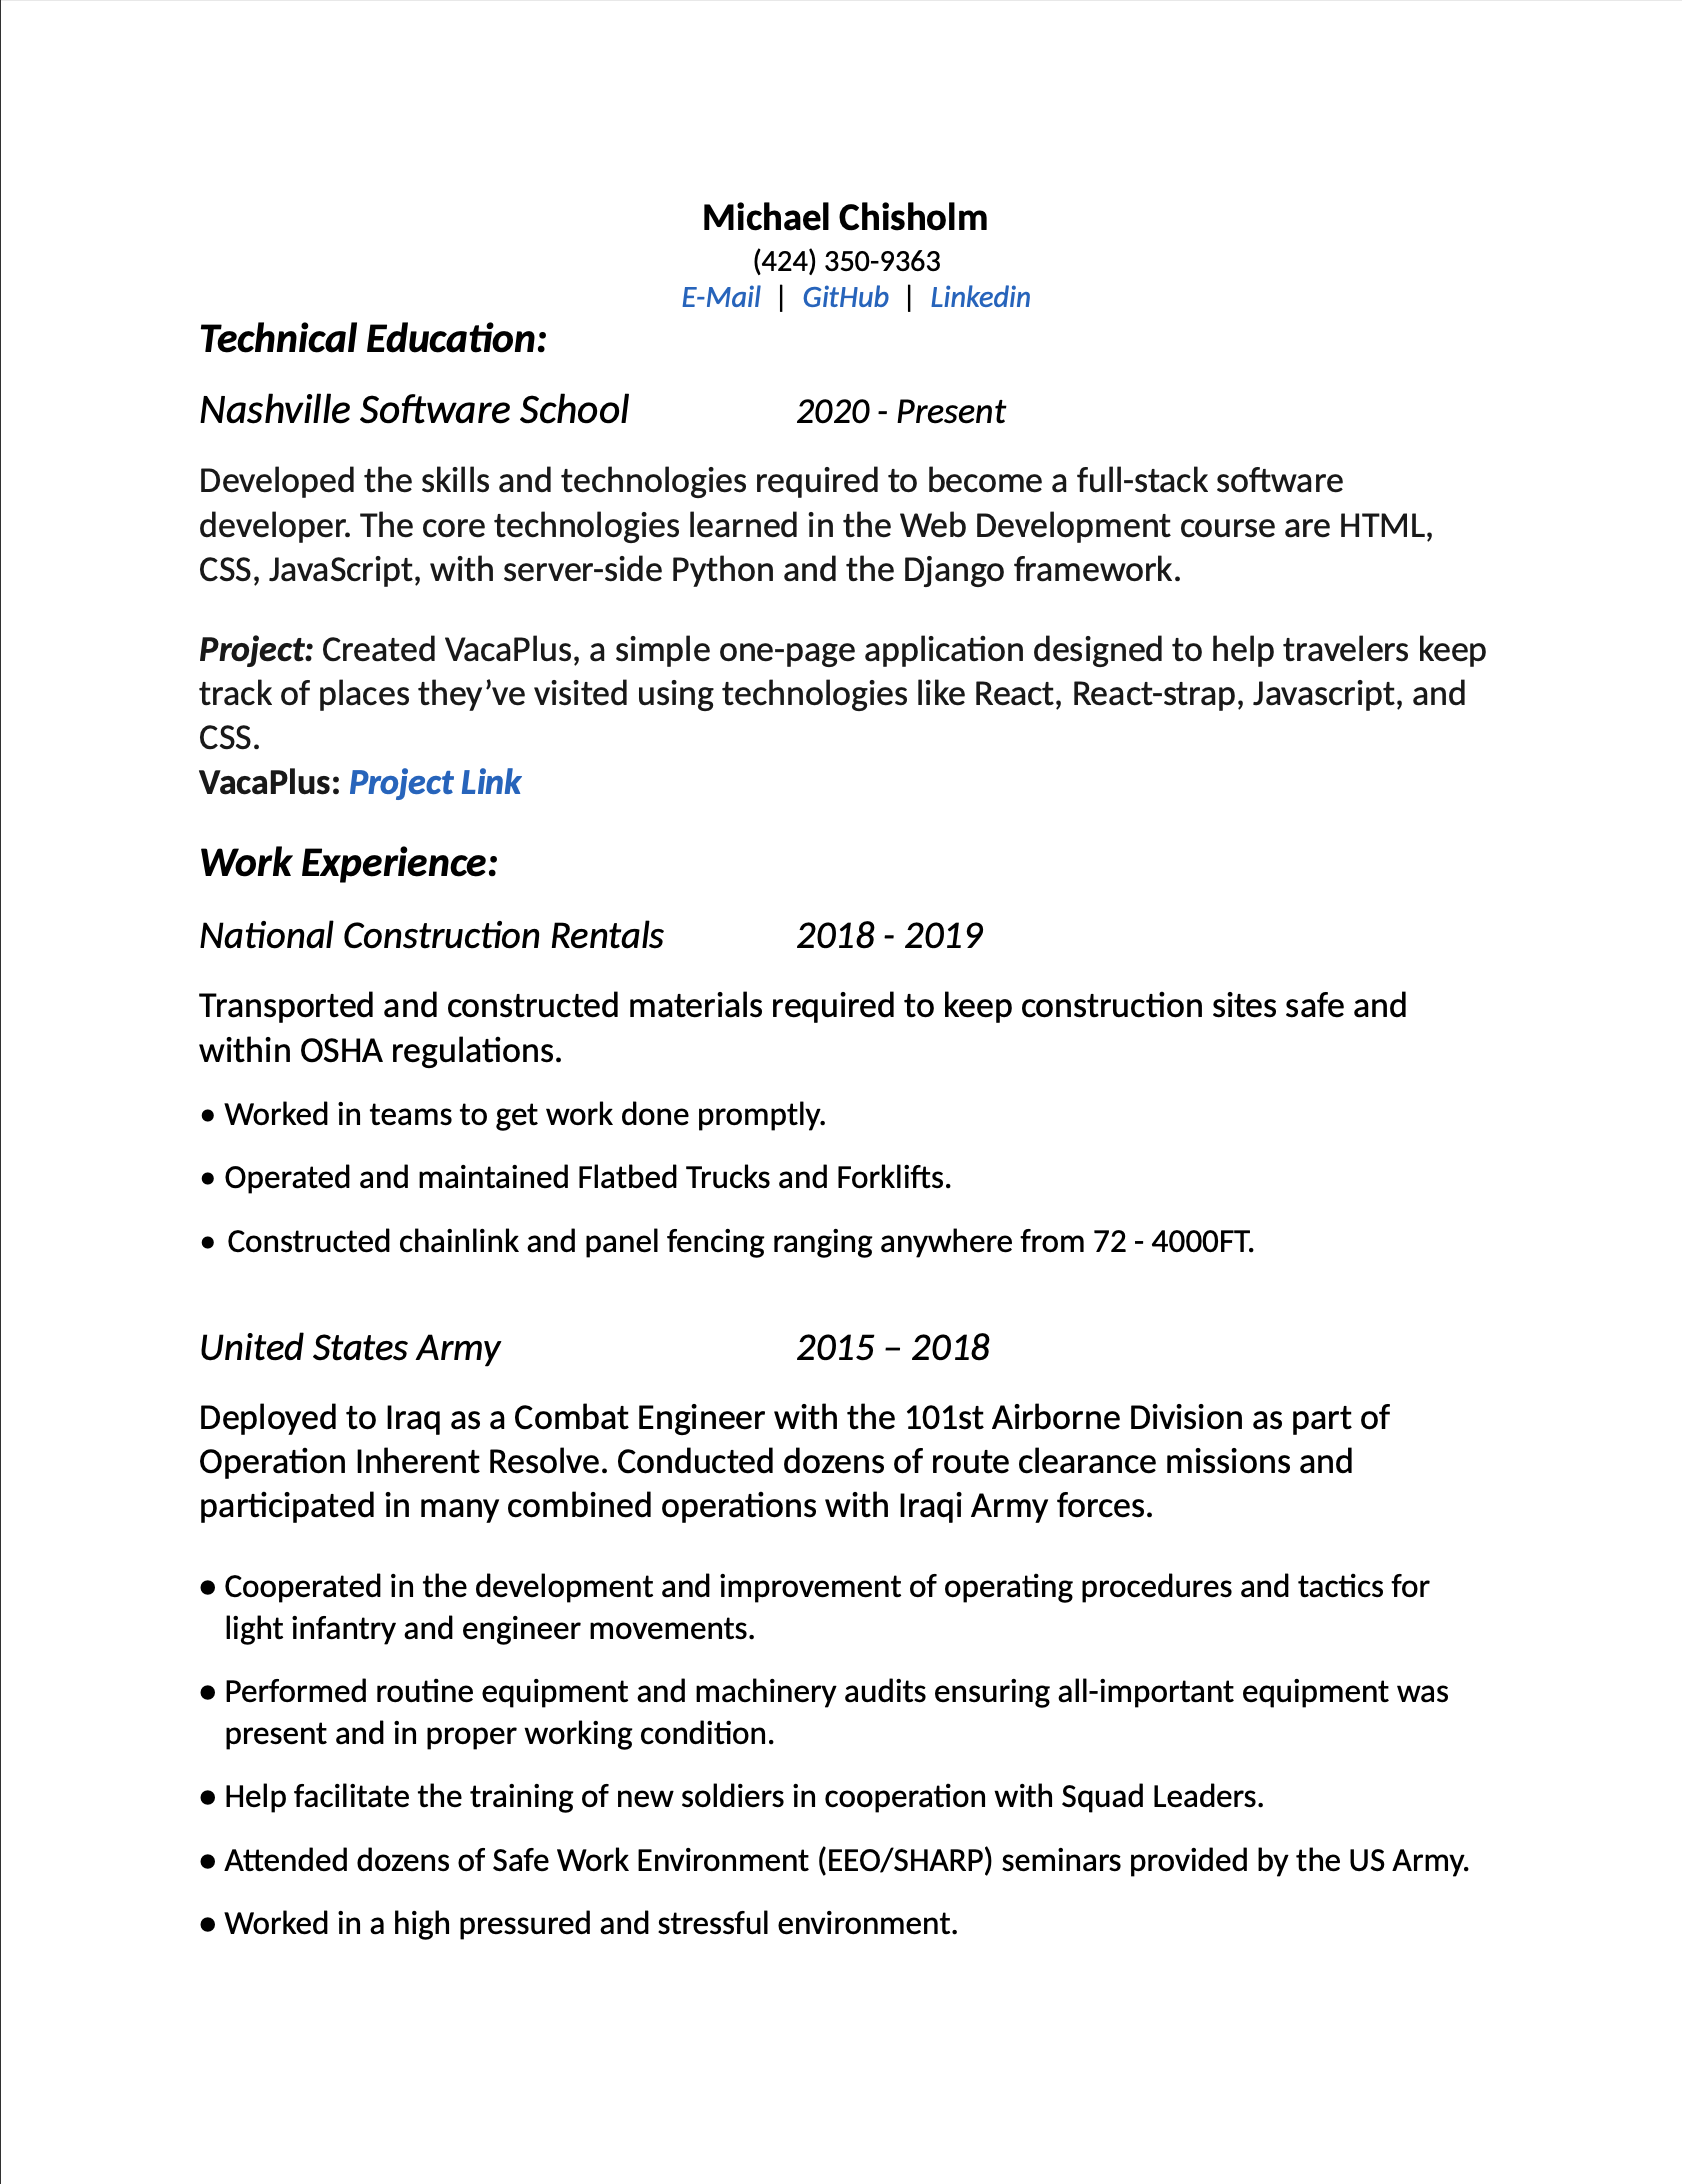 Michael Chisholm
(424) 350-9363
E-Mail | GitHub | Linkedin
Technical Education:
Nashville Software School 2020 - Present
Developed the skills and technologies required to become a full-stack software
developer. The core technologies learned in the Web Development course are HTML,
CSS, JavaScript, with server-side Python and the Django framework.
Project: Created VacaPlus, a simple one-page application designed to help travelers keep
track of places they’ve visited using technologies like React, React-strap, Javascript, and
CSS.
VacaPlus: Project Link
Work Experience:
National Construction Rentals 2018 - 2019
Transported and constructed materials required to keep construction sites safe and
within OSHA regulations.
• Worked in teams to get work done promptly.
• Operated and maintained Flatbed Trucks and Forklifts.
• Constructed chainlink and panel fencing ranging anywhere from 72 - 4000FT.
United States Army 2015 – 2018
Deployed to Iraq as a Combat Engineer with the 101st Airborne Division as part of
Operation Inherent Resolve. Conducted dozens of route clearance missions and
participated in many combined operations with Iraqi Army forces.
● Cooperated in the development and improvement of operating procedures and tactics for
light infantry and engineer movements.
● Performed routine equipment and machinery audits ensuring all-important equipment was
present and in proper working condition.
● Help facilitate the training of new soldiers in cooperation with Squad Leaders.
● Attended dozens of Safe Work Environment (EEO/SHARP) seminars provided by the US Army.
● Worked in a high pressured and stressful environment.